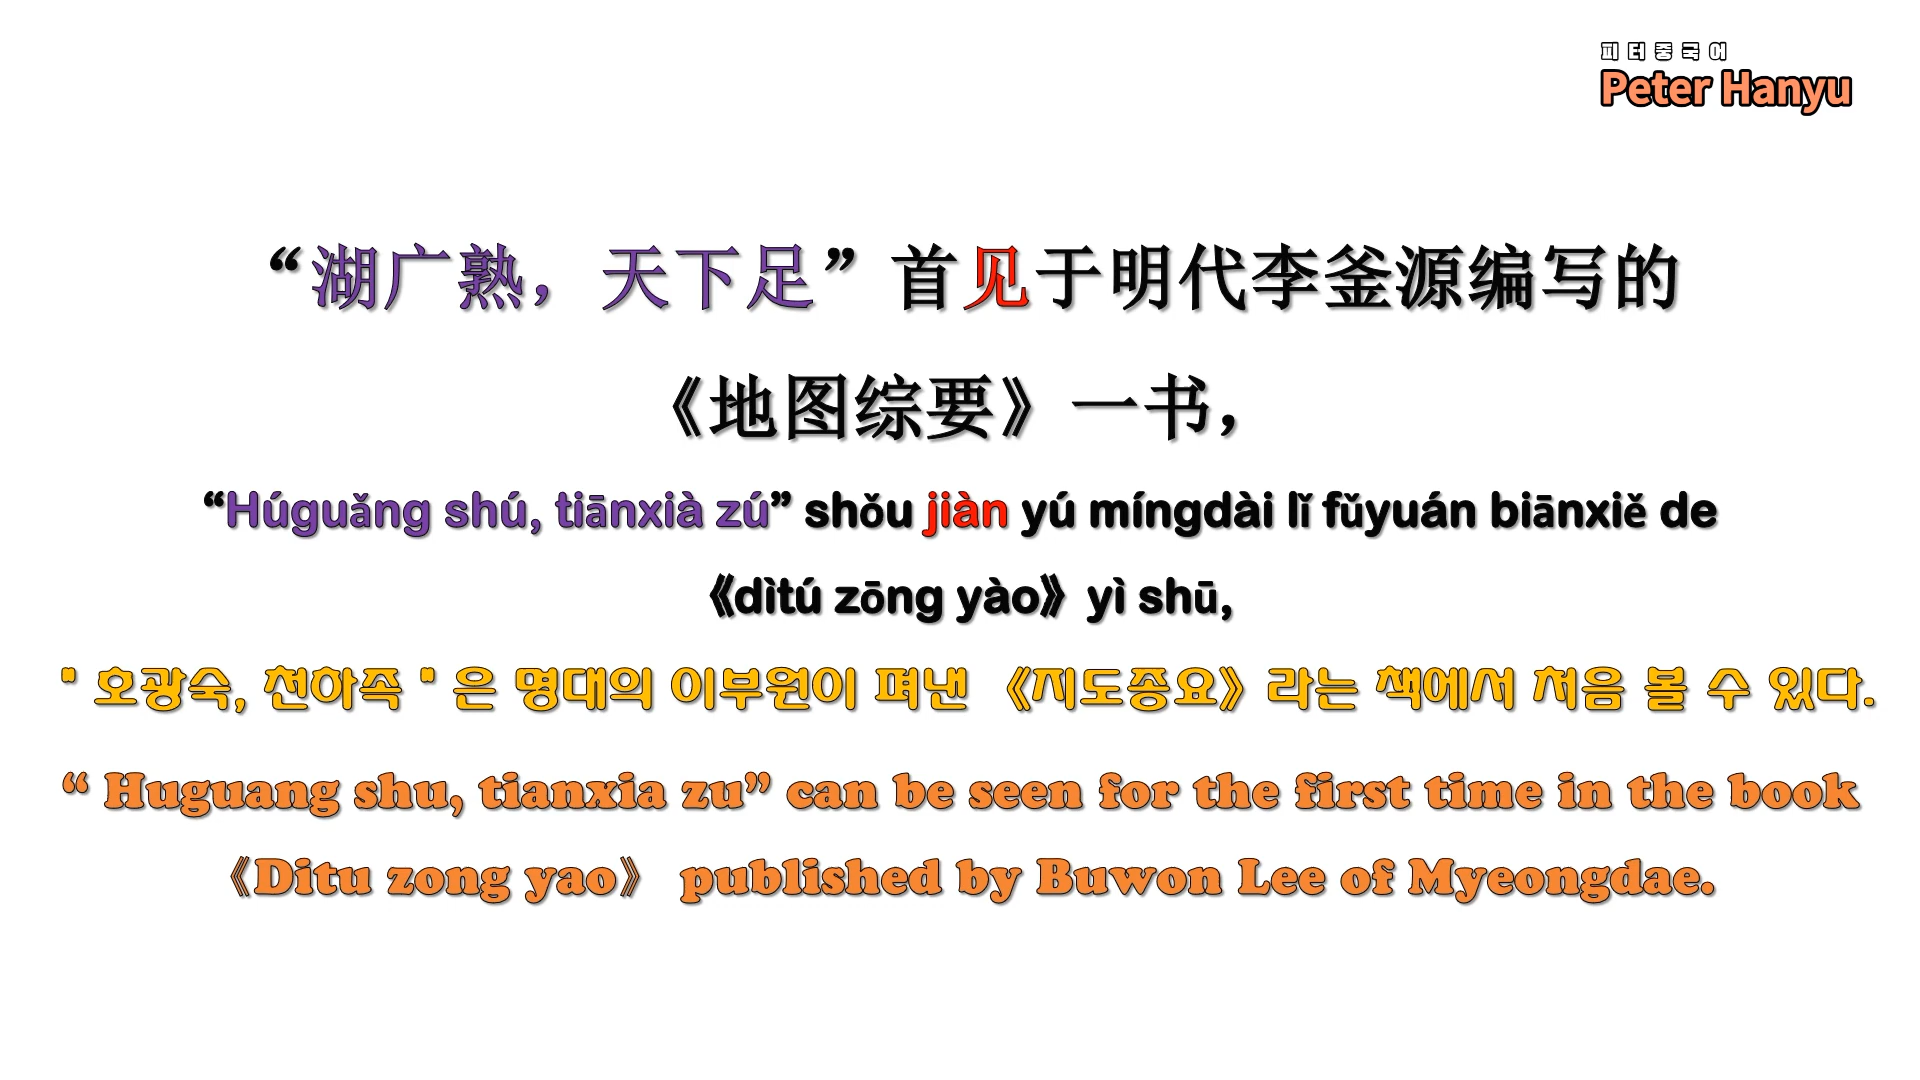 피터중국어
Peter Hanyu
“湖广熟，天下足”首见于明代李釜源编写的
《地图综要》一书，
“Húguǎng shú, tiānxià zú” shǒu jiàn yú míngdài lǐ fǔyuán biānxiě de
《dìtú zōng yào》yì shū,
" 호광숙, 천하족 " 은 명대의 이부원이 펴낸 《지도종요》라는 책에서 처음 볼 수 있다.
“ Huguang shu, tianxia zu” can be seen for the first time in the book
《Ditu zong yao》 published by Buwon Lee of Myeongdae.